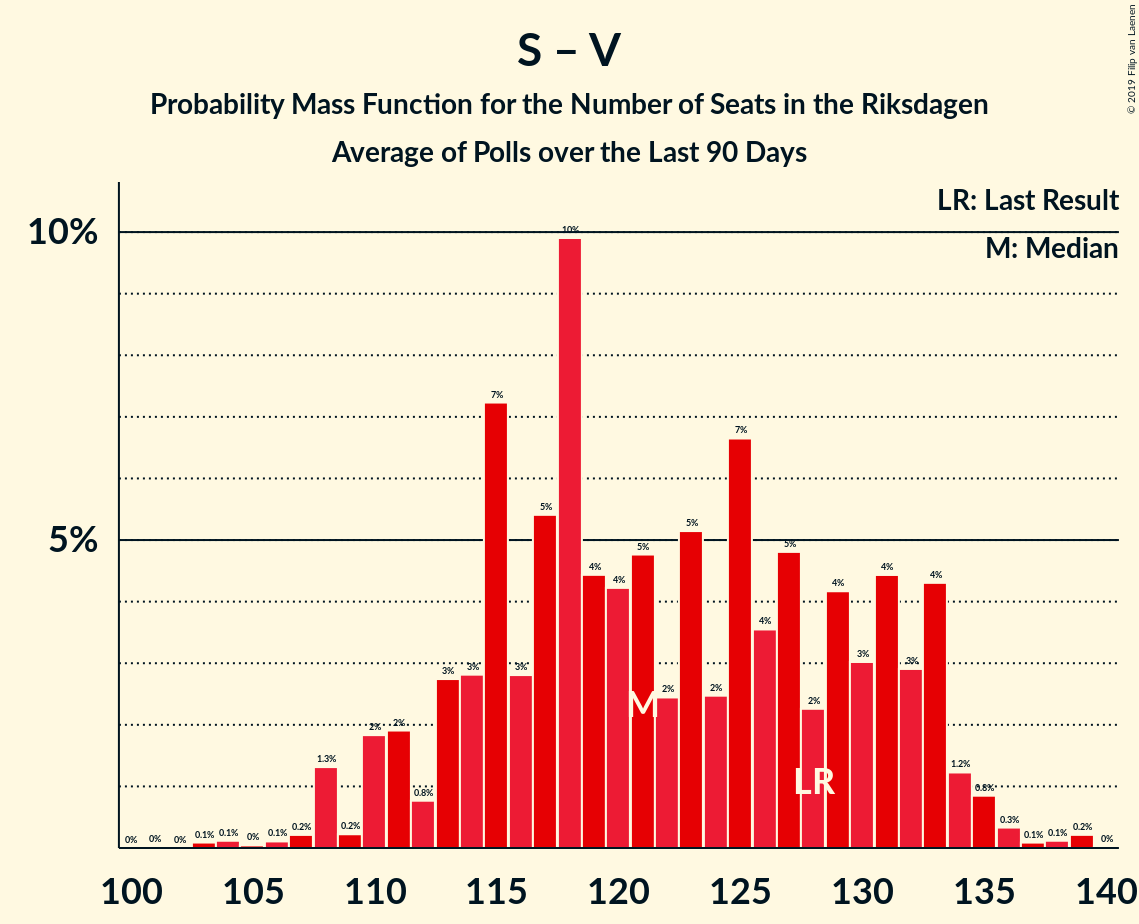 © 2019 Filip van Laenen
S – V
Probability Mass Function for the Number of Seats in the Riksdagen
Average of Polls over the Last 90 Days
LR: Last Result
M: Median
10%
5%
0% 0% 0% 0.1% 0.1% 0% 0.1% 0.2% 1.3% 0.2% 2% 2% 0.8% 3% 3% 7% 3% 5% 10% 4% 4% 5% 2% 5% 2% 7% 4% 5% 2% 4% 3% 4% 3% 4% 1.2% 0.8% 0.3% 0.1% 0.1% 0.2% 0%
M
LR
100 105 110 115 120 125 130 135 140